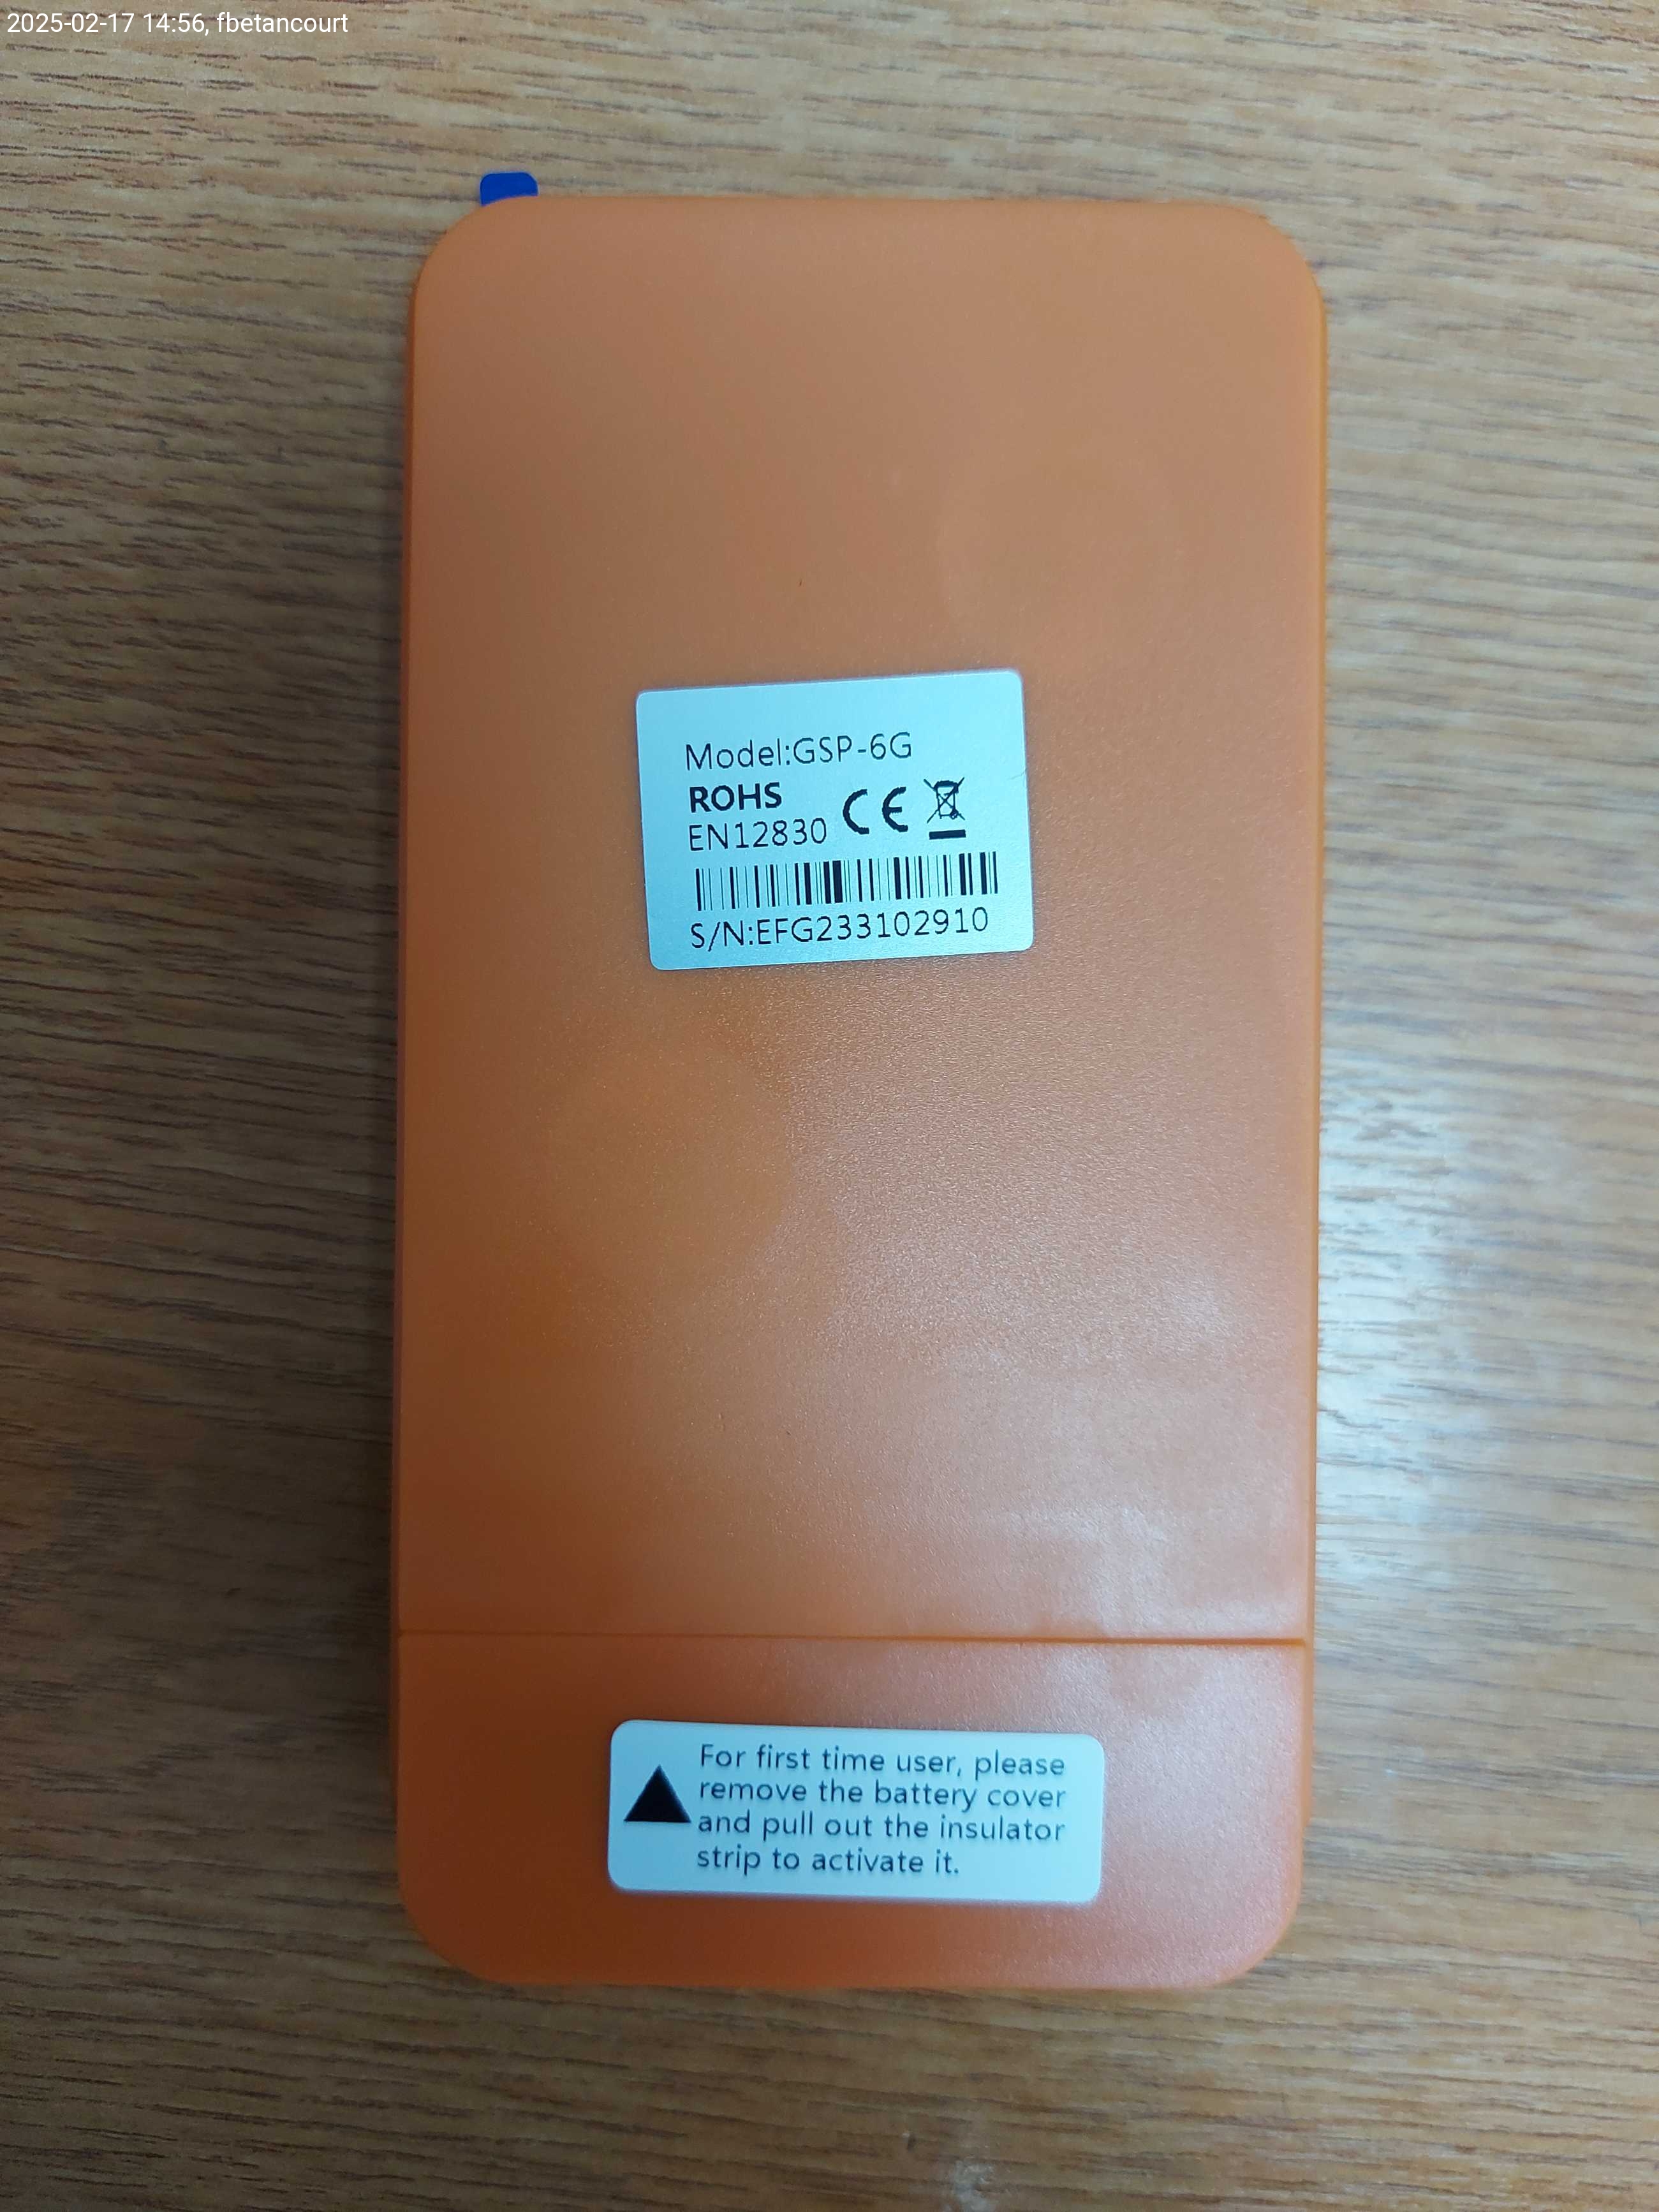 2025-02-17 14:56, fbetancourt
Model:GSP-6G
ROHS
EN12830
CE
S/N:EFG233102910
For first time user, please
remove the battery cover
and pull out the insulator
strip to activate it.